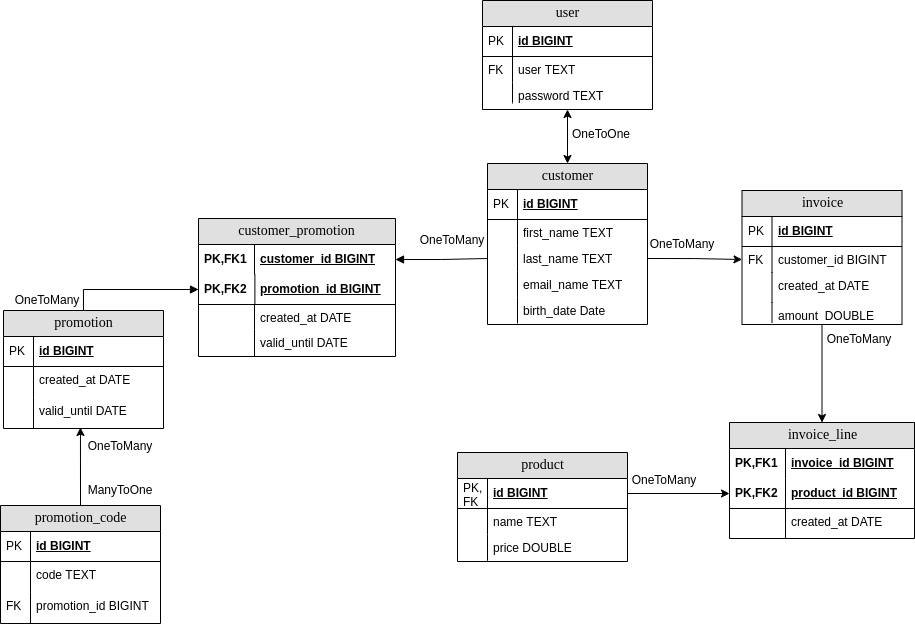 user
PK id BIGINT
FK user TEXT
password TEXT
OneToOne
customer
PK id BIGINT
first_name TEXT
last_name TEXT
email_name TEXT
birth_date Date
OneToMany
OneToMany
customer_promotion
PK,FK1 customer_id BIGINT
PK,FK2 promotion_id BIGINT
created_at DATE
valid_until DATE
invoice
PK id BIGINT
FK customer_id BIGINT
created_at DATE
amount DOUBLE
OneToMany
OneToMany
promotion
PK id BIGINT
created_at DATE
valid_until DATE
OneToMany
ManyToOne
promotion_code
PK id BIGINT
code TEXT
FK promotion_id BIGINT
product
PK,
FK id BIGINT
name TEXT
price DOUBLE
OneToMany
invoice_line
PK,FK1 invoice_id BIGINT
PK,FK2 product_id BIGINT
created_at DATE